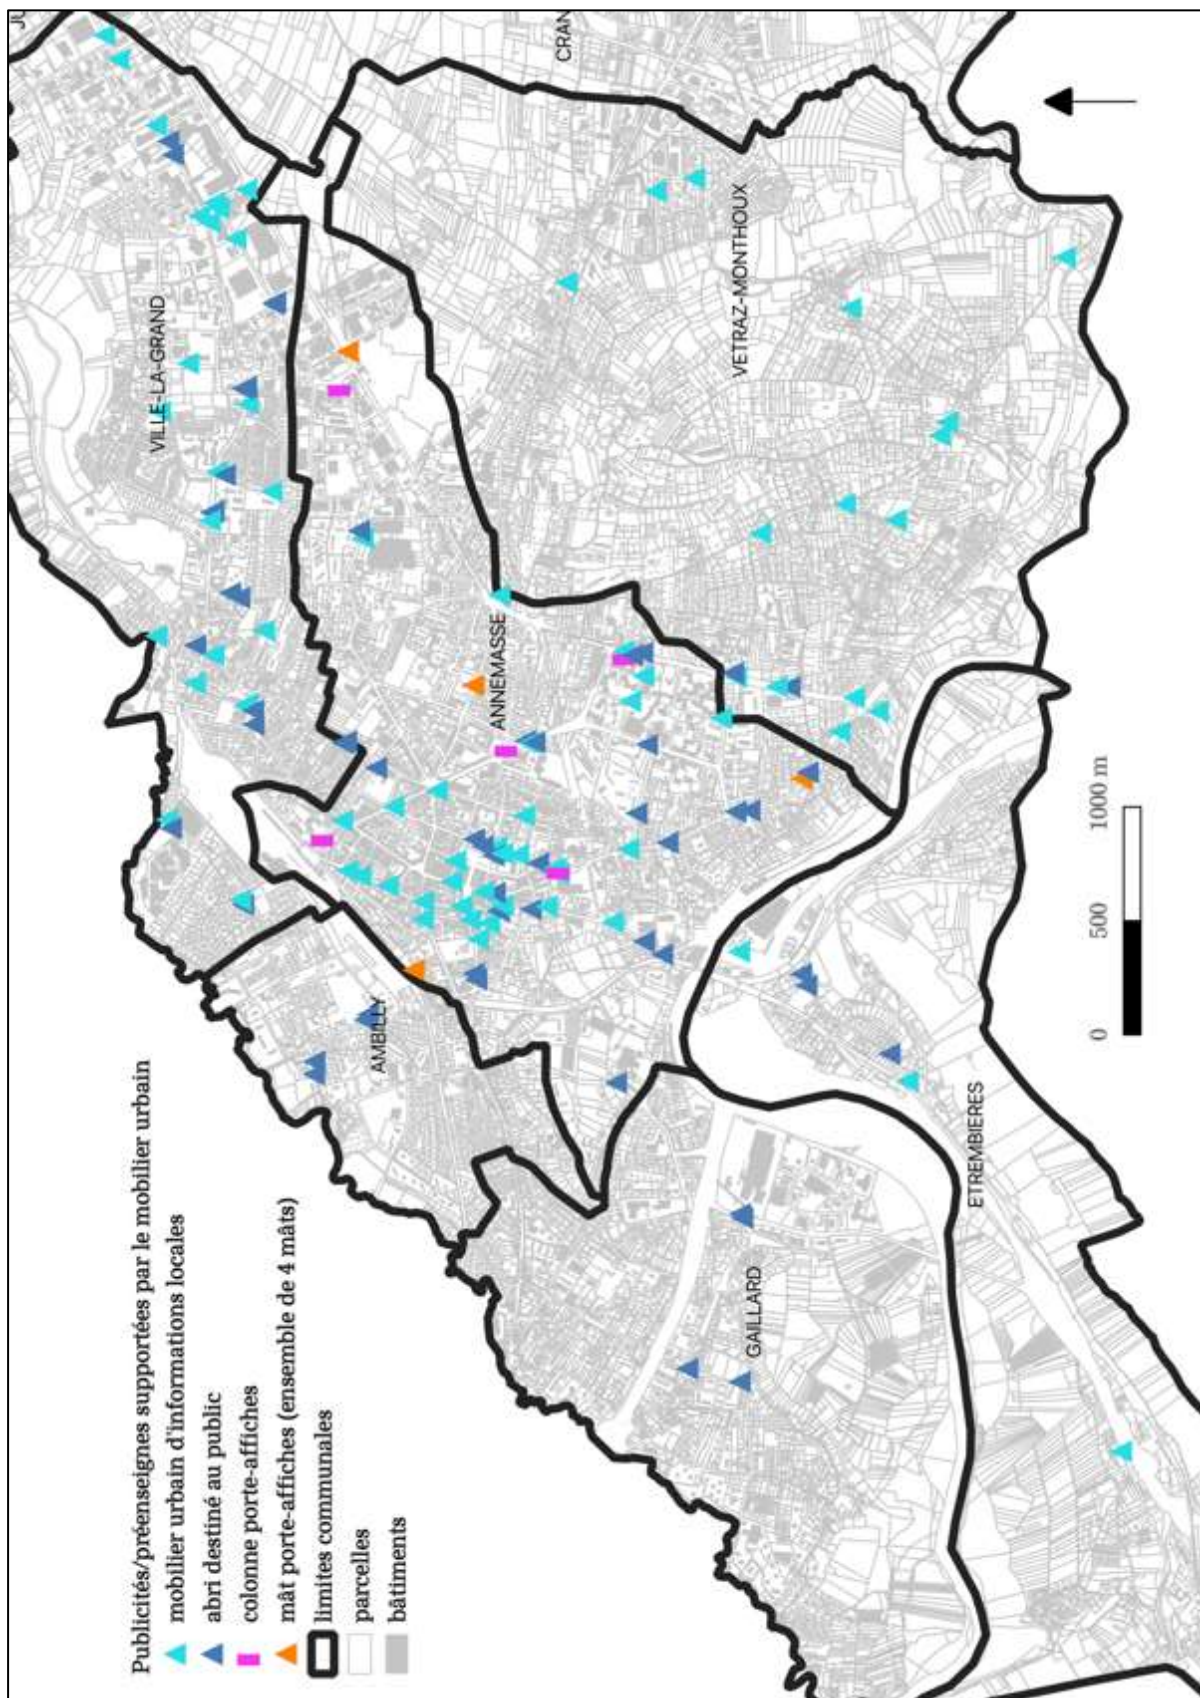 Publicités/préenseignes supportées par le mobilier urbain
mobilier urbain d'informations locales
abri destiné au public
colonne porte-affiches
mât porte-affiches (ensemble de 4 mâts)
limites communales
parcelles
bâtiments
JU
CRAN
VILLE-LA-GRAND
VETRAZ-MONTHOUX
ANNEMASSE
AMBILLY
GAILLARD
ETREMBIERES
0 500 1000 m